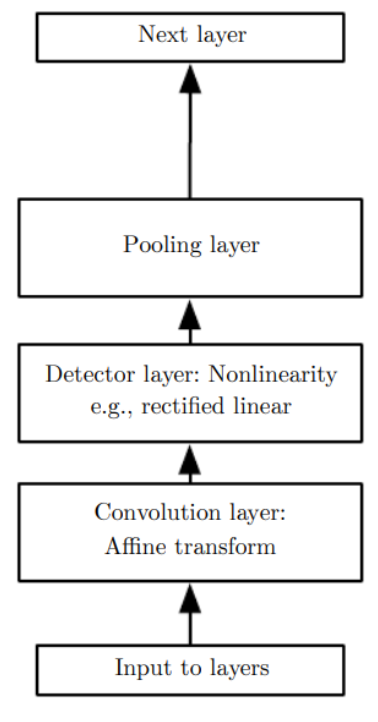 Next layer
Pooling layer
Detector layer: Nonlinearity
e.g., rectified linear
Convolution layer:
Affine transform
Input to layers